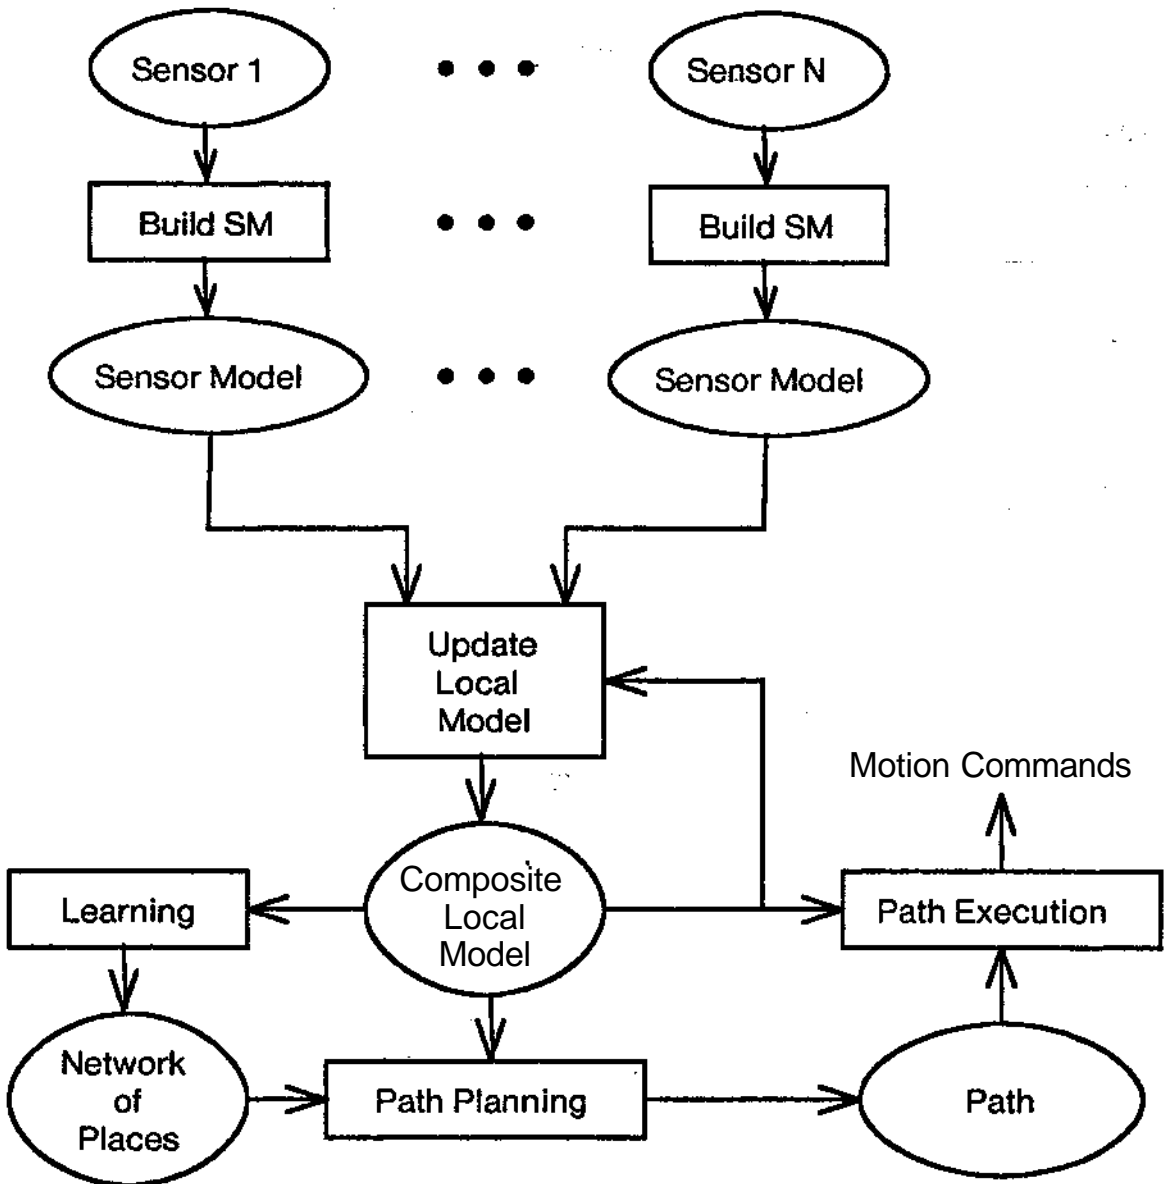 Sensor 1
Sensor N
Build SM
Build SM
Sensor Model
Sensor Model
Update
Local
Model
Motion Commands
Learning
Composite
Local
Model
Path Execution
Network
of
Places
Path Planning
Path